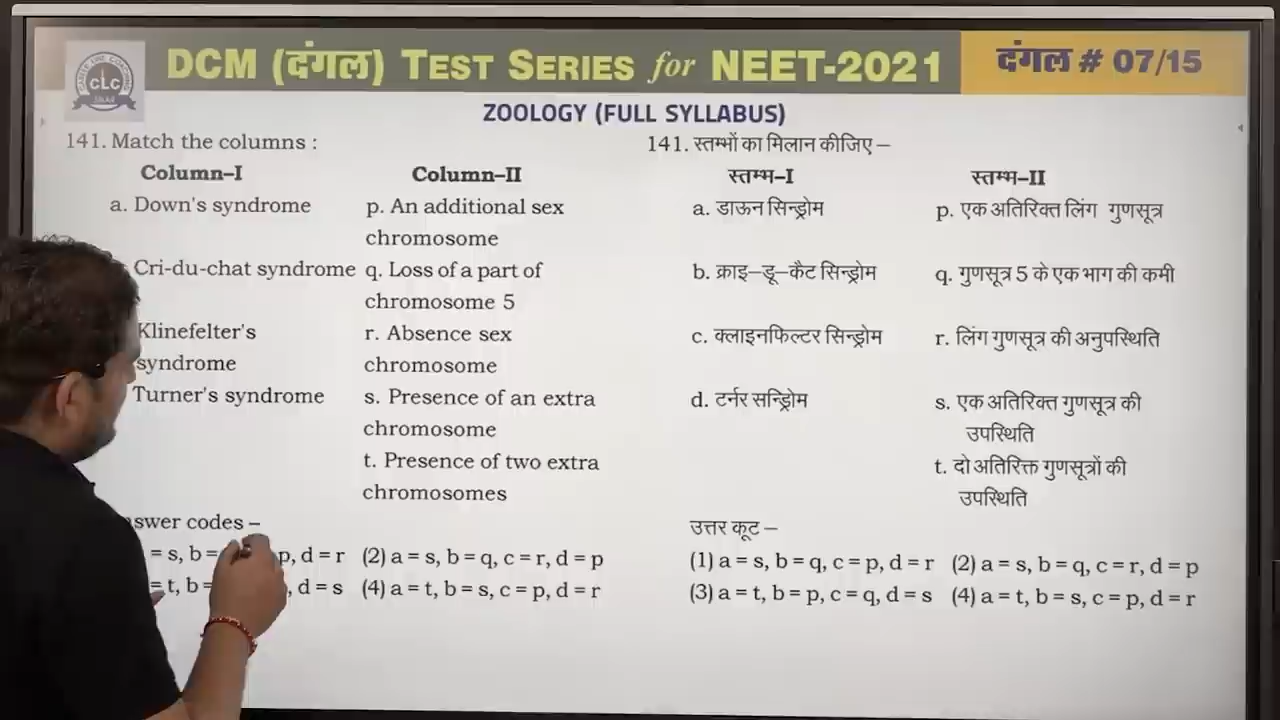 DCM (दंगल) TEST SERIES for NEET-2021
दंगल # 07/15
CLC
ZOOLOGY (FULL SYLLABUS)
141. Match the columns :
Column–I Column–II
a. Down's syndrome p. An additional sex
chromosome
Cri-du-chat syndrome q. Loss of a part of
chromosome 5
Klinefelter's r. Absence sex
syndrome chromosome
Turner's syndrome s. Presence of an extra
chromosome
t. Presence of two extra
chromosomes
codes –
= s, b = p, d = r (2) a = s, b = q, c = r, d = p
= t, b = , d = s (4) a = t, b = s, c = p, d = r
141. स्तम्भों का मिलान कीजिए –
स्तम्भ–I स्तम्भ–II
a. डाऊन सिन्ड्रोम p. एक अतिरिक्त लिंग गुणसूत्र
b. क्राइ–डू–कैट सिन्ड्रोम q. गुणसूत्र 5 के एक भाग की कमी
c. क्लाइनफिल्टर सिन्ड्रोम r. लिंग गुणसूत्र की अनुपस्थिति
d. टर्नर सन्ड्रिोम s. एक अतिरिक्त गुणसूत्र की
उपस्थिति
t. दो अतिरिक्त गुणसूत्रों की
उपस्थिति
उत्तर कूट –
(1) a = s, b = q, c = p, d = r (2) a = s, b = q, c = r, d = p
(3) a = t, b = p, c = q, d = s (4) a = t, b = s, c = p, d = r